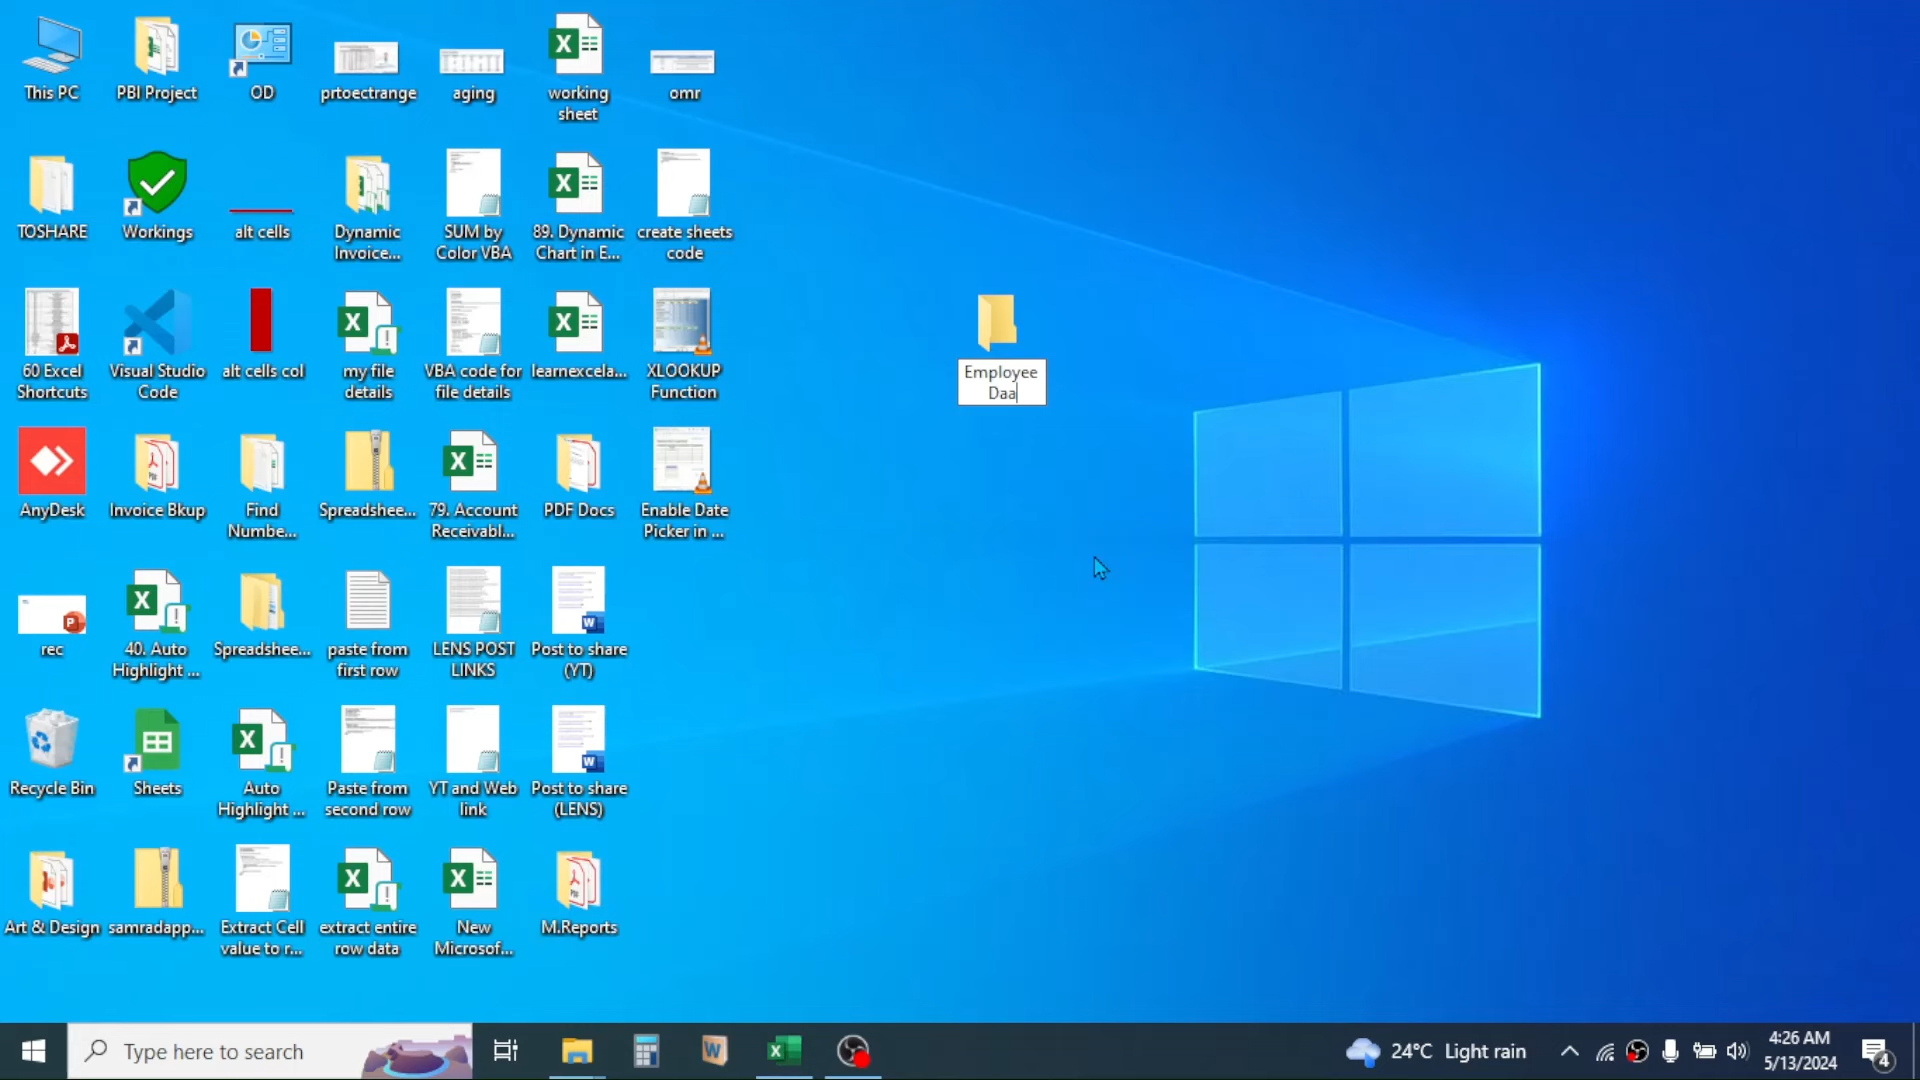 This PC
PBI Project
OD
prtoectrange
aging
working
sheet
omr
TOSHARE
Workings
alt cells
Dynamic
Invoice...
SUM by
Color VBA
89. Dynamic
Chart in E...
create sheets
code
60 Excel
Shortcuts
Visual Studio
Code
alt cells col
my file
details
VBA code for
file details
learnexcela...
XLOOKUP
Function
Employee
Daa
AnyDesk
Invoice Bkup
Find
Numbe...
Spreadshee...
79. Account
Receivabl...
PDF Docs
Enable Date
Picker in ...
rec
40. Auto
Highlight ...
Spreadshee...
paste from
first row
LENS POST
LINKS
Post to share
(YT)
Recycle Bin
Sheets
Auto
Highlight ...
Paste from
second row
YT and Web
link
Post to share
(LENS)
Art & Design
samradapp...
Extract Cell
value to r...
extract entire
row data
New
Microsof...
M.Reports
Type here to search
24°C Light rain
4:26 AM
5/13/2024
4